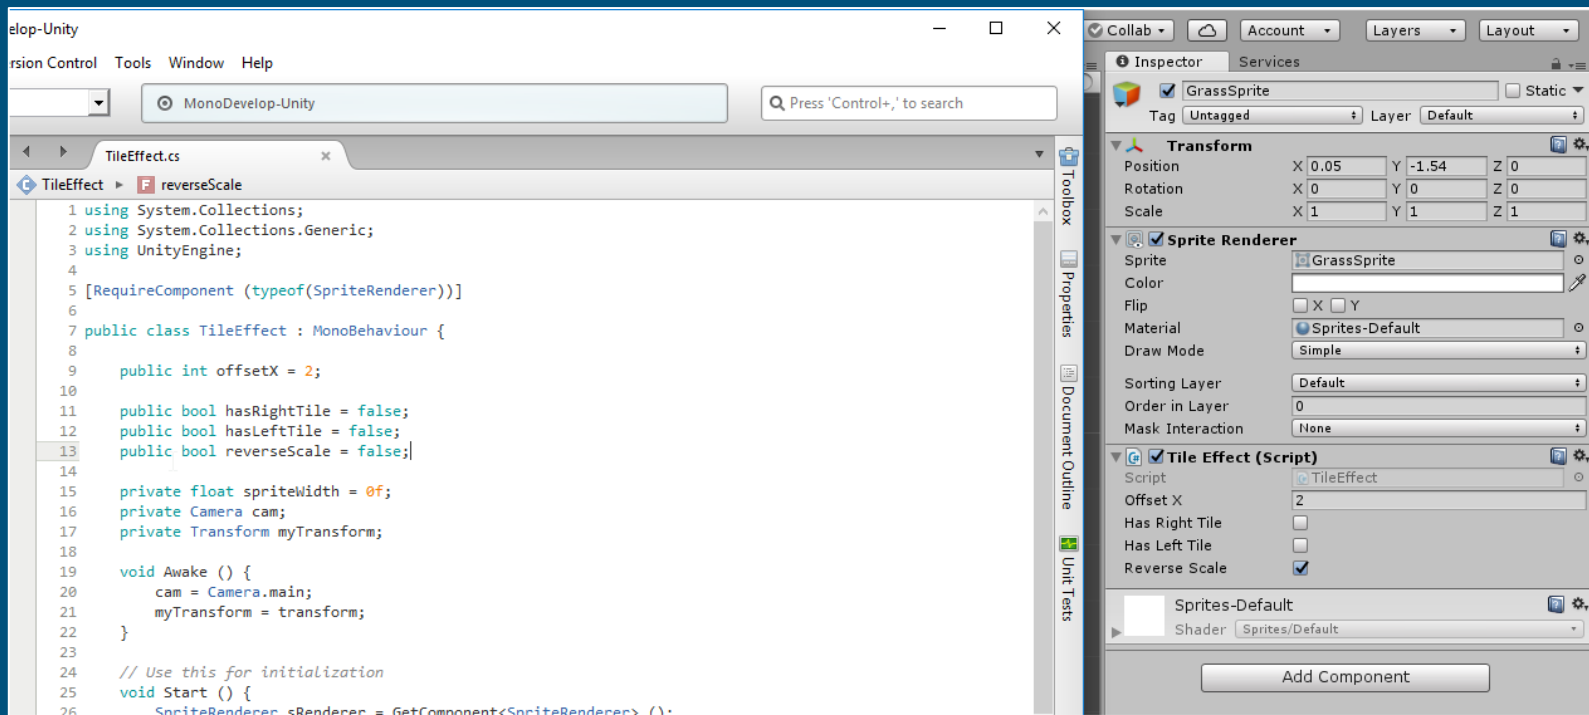 elop-Unity
rsion Control Tools Window Help
MonoDevelop-Unity
Press 'Control+,' to search
TileEffect.cs
TileEffect reverseScale
1 using System.Collections;
2 using System.Collections.Generic;
3 using UnityEngine;
4
5 [RequireComponent (typeof(SpriteRenderer))]
6
7 public class TileEffect : MonoBehaviour {
8
9 public int offsetX = 2;
10
11 public bool hasRightTile = false;
12 public bool hasLeftTile = false;
13 public bool reverseScale = false;
14
15 private float spriteWidth = 0f;
16 private Camera cam;
17 private Transform myTransform;
18
19 void Awake () {
20 cam = Camera.main;
21 myTransform = transform;
22 }
23
24 // Use this for initialization
25 void Start () {
26 SpriteRenderer sRenderer = GetComponent<SpriteRenderer> ();
Toolbox
Properties
Document Outline
Unit Tests
Collab Account Layers Layout
Inspector Services
GrassSprite Static
Tag Untagged Layer Default
Transform
Position X 0.05 Y -1.54 Z 0
Rotation X 0 Y 0 Z 0
Scale X 1 Y 1 Z 1
Sprite Renderer
Sprite GrassSprite
Color
Flip X Y
Material Sprites-Default
Draw Mode Simple
Sorting Layer Default
Order in Layer 0
Mask Interaction None
Tile Effect (Script)
Script TileEffect
Offset X 2
Has Right Tile
Has Left Tile
Reverse Scale
Sprites-Default
Shader Sprites/Default
Add Component